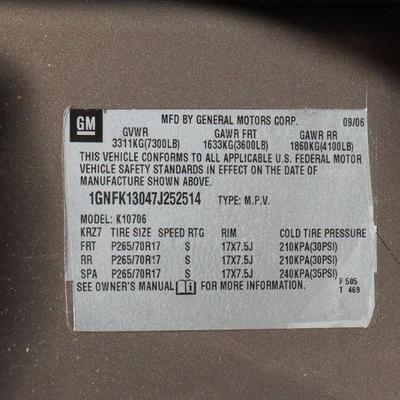 GM
MFD BY GENERAL MOTORS CORP. 09/06
GVWR GAWR FRT GAWR RR
3311KG(7300LB) 1633KG(3600LB) 1860KG(4100LB)
THIS VEHICLE CONFORMS TO ALL APPLICABLE U.S. FEDERAL MOTOR
VEHICLE SAFETY STANDARDS IN EFFECT ON THE DATE OF
MANUFACTURE SHOWN ABOVE.
1GNFK13047J252514 TYPE: M.P.V.
MODEL: K10706
KRZ7 TIRE SIZE SPEED RTG RIM COLD TIRE PRESSURE
FRT P265/70R17 S 17X7.5J 210KPA(30PSI)
RR P265/70R17 S 17X7.5J 210KPA(30PSI)
SPA P265/70R17 S 17X7.5J 240KPA(35PSI)
SEE OWNER'S MANUAL FOR MORE INFORMATION. F 505
T 469